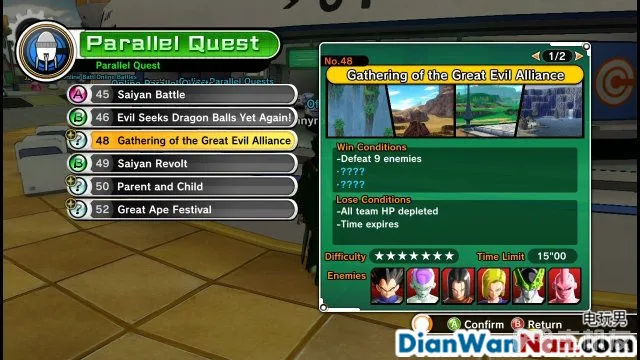 Parallel Quest
Parallel Quest
A 45 Saiyan Battle
B 46 Evil Seeks Dragon Balls Yet Again!
? 48 Gathering of the Great Evil Alliance
B 49 Saiyan Revolt
? 50 Parent and Child
? 52 Great Ape Festival
No.48
1/2
Gathering of the Great Evil Alliance
Win Conditions
-Defeat 9 enemies
-????
-????
Lose Conditions
-All team HP depleted
-Time expires
Difficulty ★★★★★★★
Time Limit 15"00
Enemies
A Confirm B Return
电玩男
DianWanNan.com